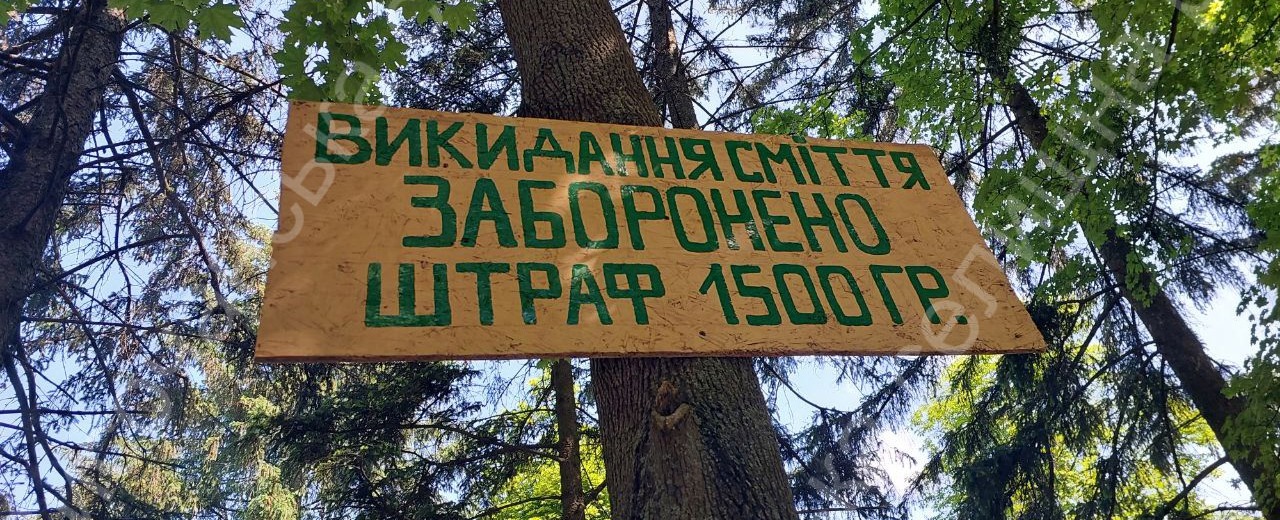 ВИКИДАННЯ СМІТТЯ
ЗАБОРОНЕНО
ШТРАФ 1500 ГР.